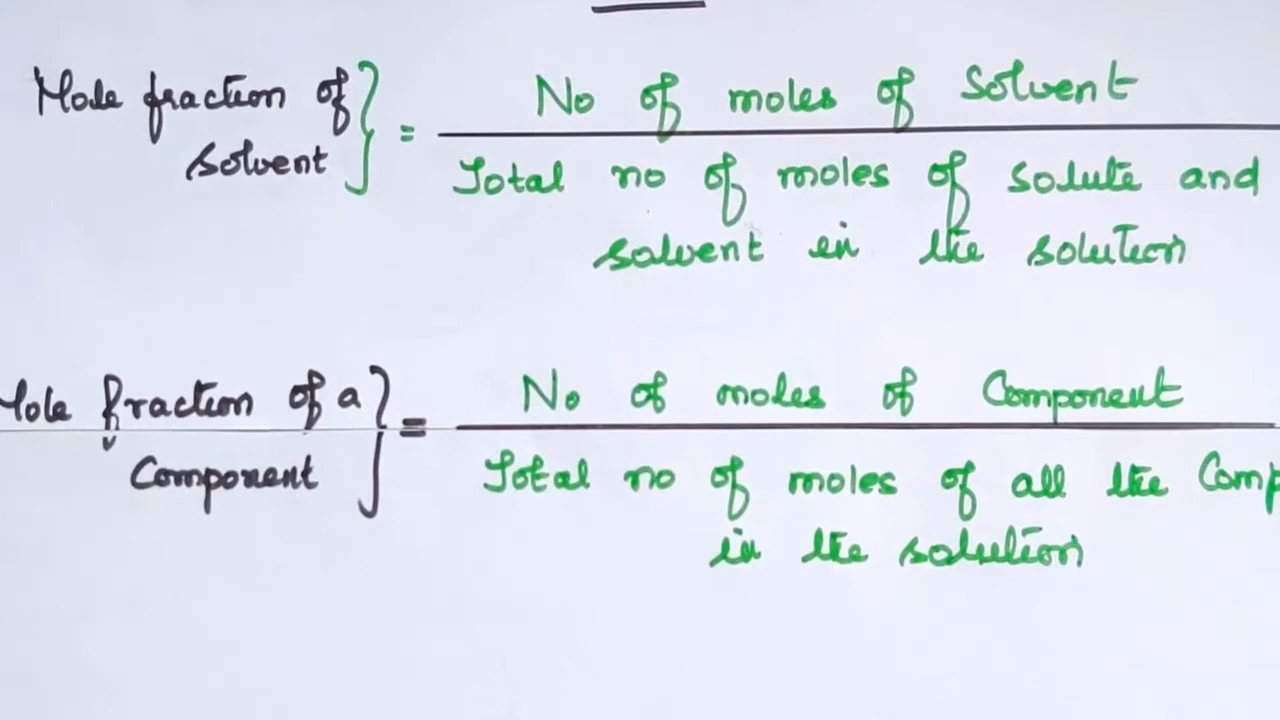 Mole fraction of } = No of moles of Solvent
solvent
Total no of moles of solute and
solvent in the solution
Mole fraction of a } = No of moles of Component
Component
Total no of moles of all the Comp
in the solution